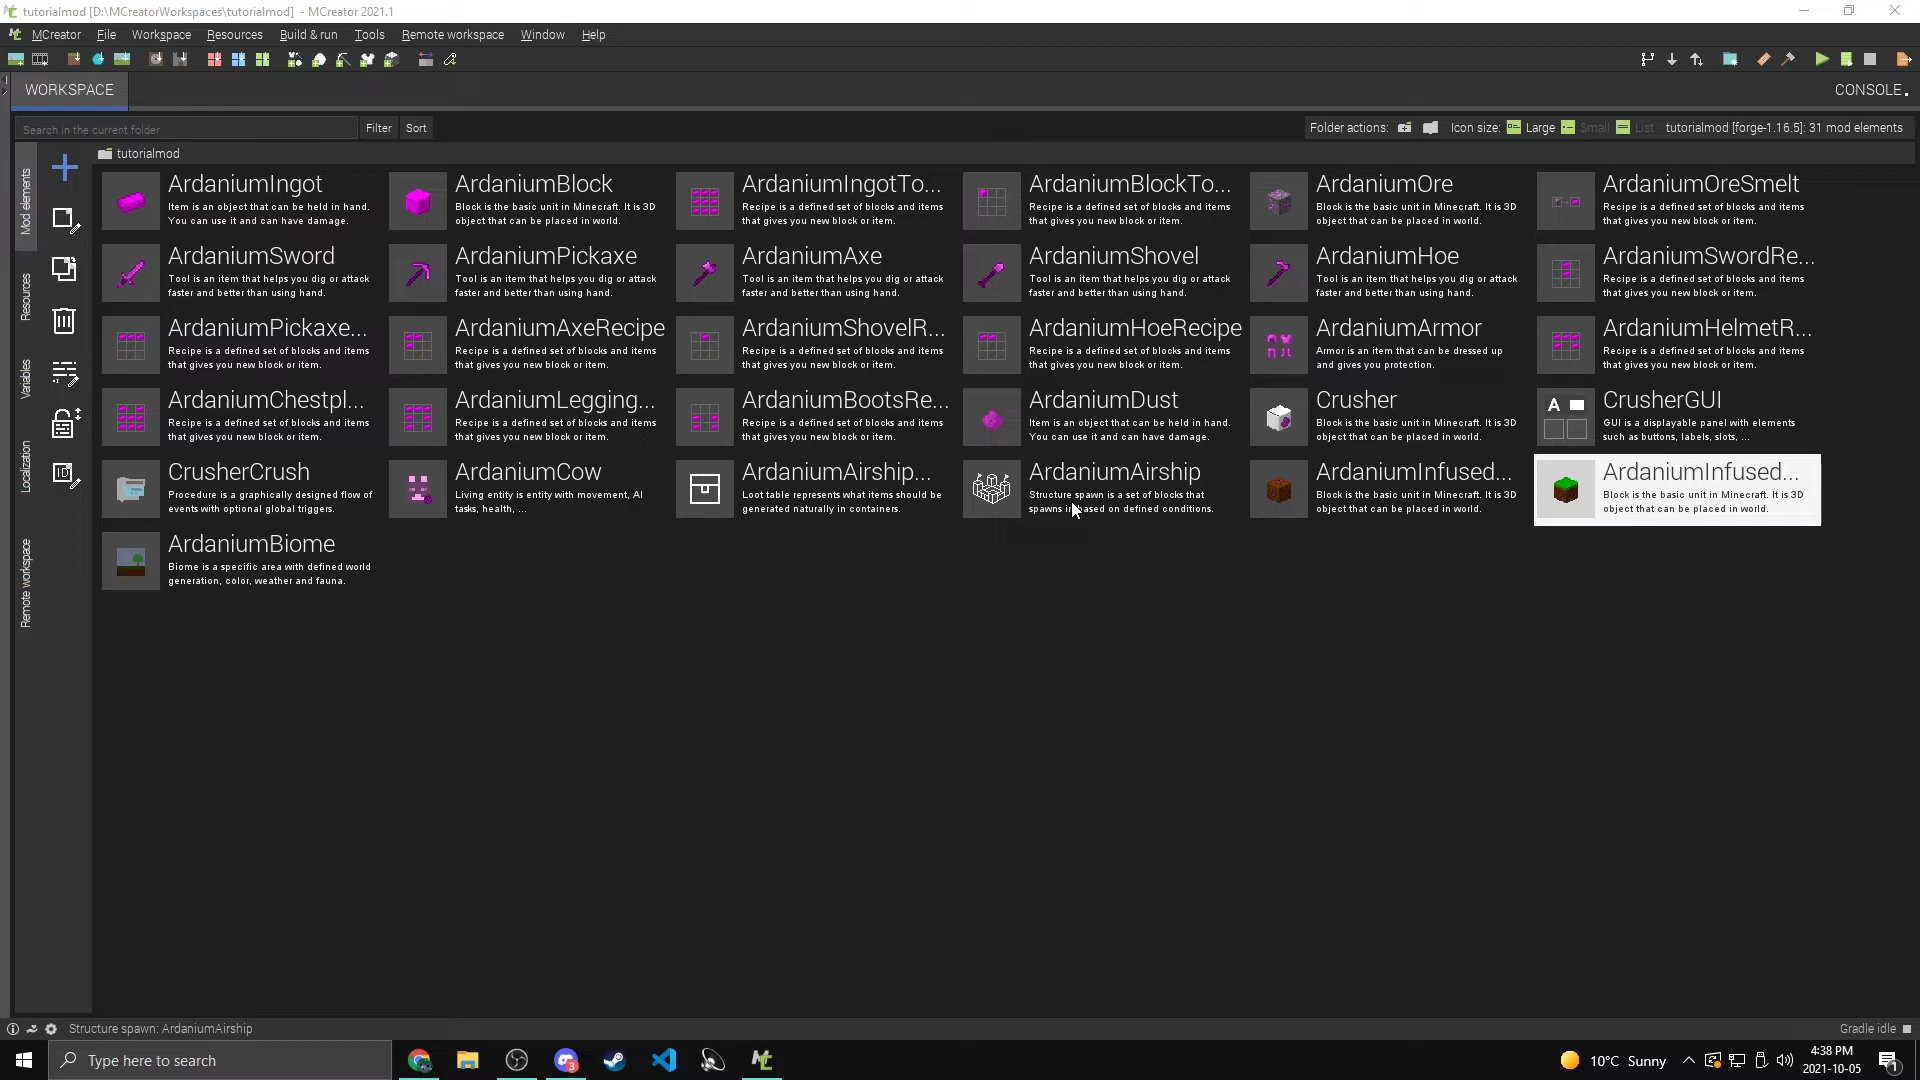 tutorialmod [D:\MCreatorWorkspaces\tutorialmod] - MCreator 2021.1
MCreator File Workspace Resources Build & run Tools Remote workspace Window Help
WORKSPACE
CONSOLE
Search in the current folder
Filter
Sort
Folder actions:
Icon size: Large Small List
tutorialmod [forge-1.16.5]: 31 mod elements
Mod elements
Resources
Variables
Localization
Remote workspace
tutorialmod
ArdaniumIngot
Item is an object that can be held in hand.
You can use it and can have damage.
ArdaniumBlock
Block is the basic unit in Minecraft. It is 3D
object that can be placed in world.
ArdaniumIngotTo...
Recipe is a defined set of blocks and items
that gives you new block or item.
ArdaniumBlockTo...
Recipe is a defined set of blocks and items
that gives you new block or item.
ArdaniumOre
Block is the basic unit in Minecraft. It is 3D
object that can be placed in world.
ArdaniumOreSmelt
Recipe is a defined set of blocks and items
that gives you new block or item.
ArdaniumSword
Tool is an item that helps you dig or attack
faster and better than using hand.
ArdaniumPickaxe
Tool is an item that helps you dig or attack
faster and better than using hand.
ArdaniumAxe
Tool is an item that helps you dig or attack
faster and better than using hand.
ArdaniumShovel
Tool is an item that helps you dig or attack
faster and better than using hand.
ArdaniumHoe
Tool is an item that helps you dig or attack
faster and better than using hand.
ArdaniumSwordRe...
Recipe is a defined set of blocks and items
that gives you new block or item.
ArdaniumPickaxe...
Recipe is a defined set of blocks and items
that gives you new block or item.
ArdaniumAxeRecipe
Recipe is a defined set of blocks and items
that gives you new block or item.
ArdaniumShovelR...
Recipe is a defined set of blocks and items
that gives you new block or item.
ArdaniumHoeRecipe
Recipe is a defined set of blocks and items
that gives you new block or item.
ArdaniumArmor
Armor is an item that can be dressed up
and gives you protection.
ArdaniumHelmetR...
Recipe is a defined set of blocks and items
that gives you new block or item.
ArdaniumChestpl...
Recipe is a defined set of blocks and items
that gives you new block or item.
ArdaniumLegging...
Recipe is a defined set of blocks and items
that gives you new block or item.
ArdaniumBootsRe...
Recipe is a defined set of blocks and items
that gives you new block or item.
ArdaniumDust
Item is an object that can be held in hand.
You can use it and can have damage.
Crusher
Block is the basic unit in Minecraft. It is 3D
object that can be placed in world.
A
CrusherGUI
GUI is a displayable panel with elements
such as buttons, labels, slots, ...
CrusherCrush
Procedure is a graphically designed flow of
events with optional global triggers.
ArdaniumCow
Living entity is entity with movement, AI
tasks, health, ...
ArdaniumAirship...
Loot table represents what items should be
generated naturally in containers.
ArdaniumAirship
Structure spawn is a set of blocks that
spawns based on defined conditions.
ArdaniumInfused...
Block is the basic unit in Minecraft. It is 3D
object that can be placed in world.
ArdaniumInfused...
Block is the basic unit in Minecraft. It is 3D
object that can be placed in world.
ArdaniumBiome
Biome is a specific area with defined world
generation, color, weather and fauna.
Structure spawn: ArdaniumAirship
Gradle idle
Type here to search
3
10°C Sunny
4:38 PM
2021-10-05
1